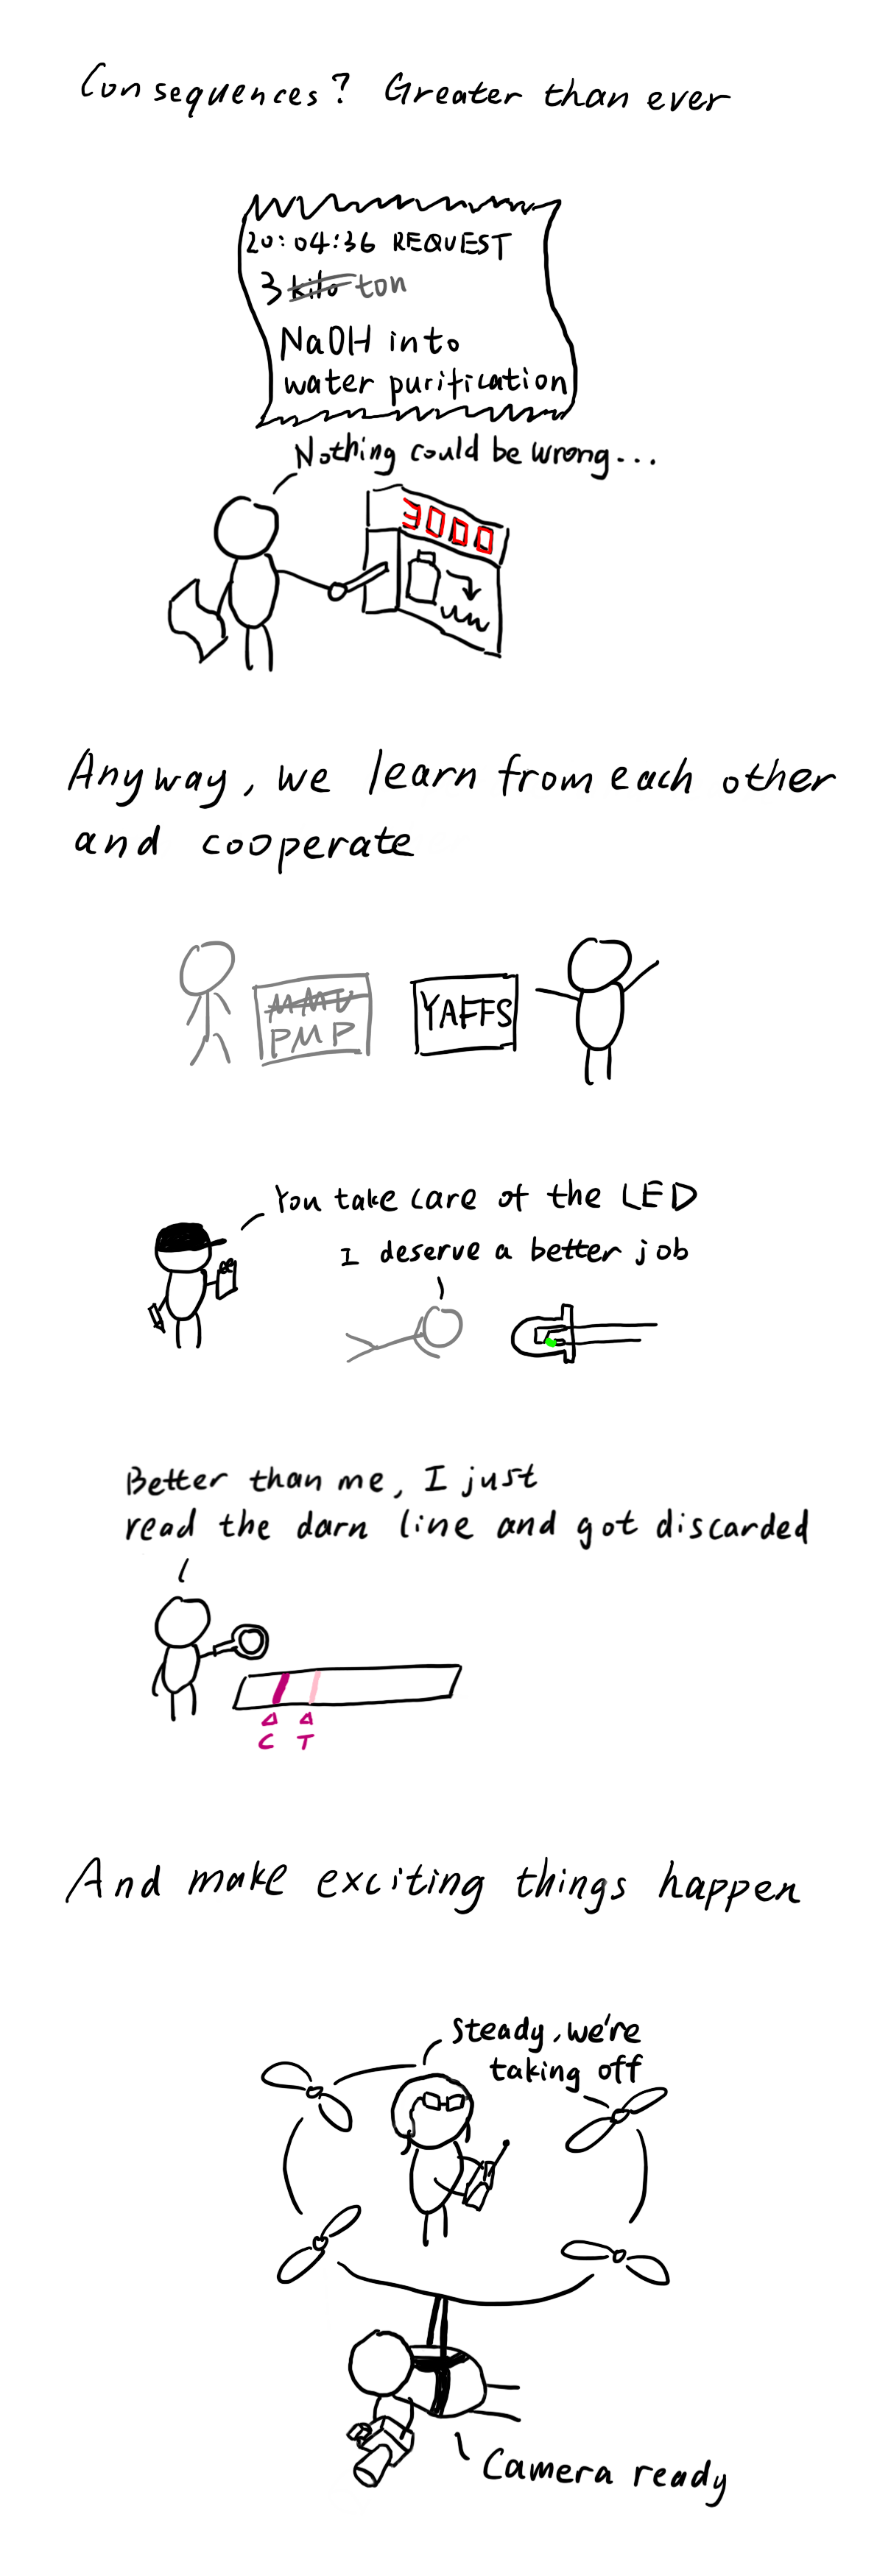 Consequences? Greater than ever
20:04:36 REQUEST
3 kilo ton
NaOH into
water purification
Nothing could be wrong...
3000
Anyway, we learn from each other
and cooperate
MMU
PMP
YAFFS
You take care of the LED
I deserve a better job
Better than me, I just
read the darn line and got discarded
C T
And make exciting things happen
Steady, we're
taking off
Camera ready